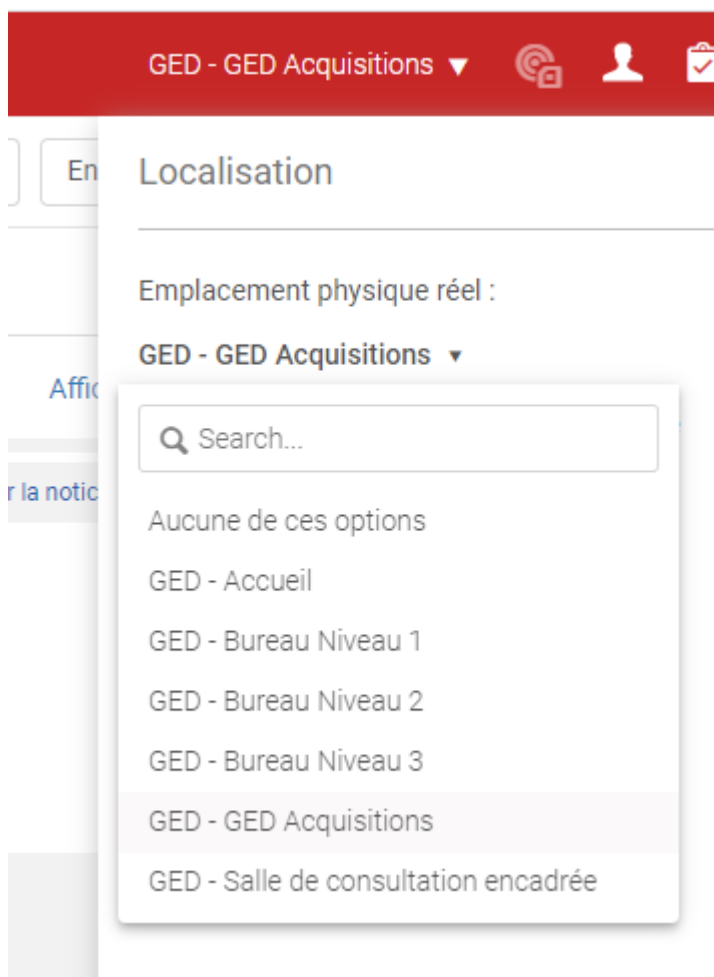 GED - GED Acquisitions
En
Localisation
Emplacement physique réel :
GED - GED Acquisitions
Affic
Search...
r la notic
Aucune de ces options
GED - Accueil
GED - Bureau Niveau 1
GED - Bureau Niveau 2
GED - Bureau Niveau 3
GED - GED Acquisitions
GED - Salle de consultation encadrée